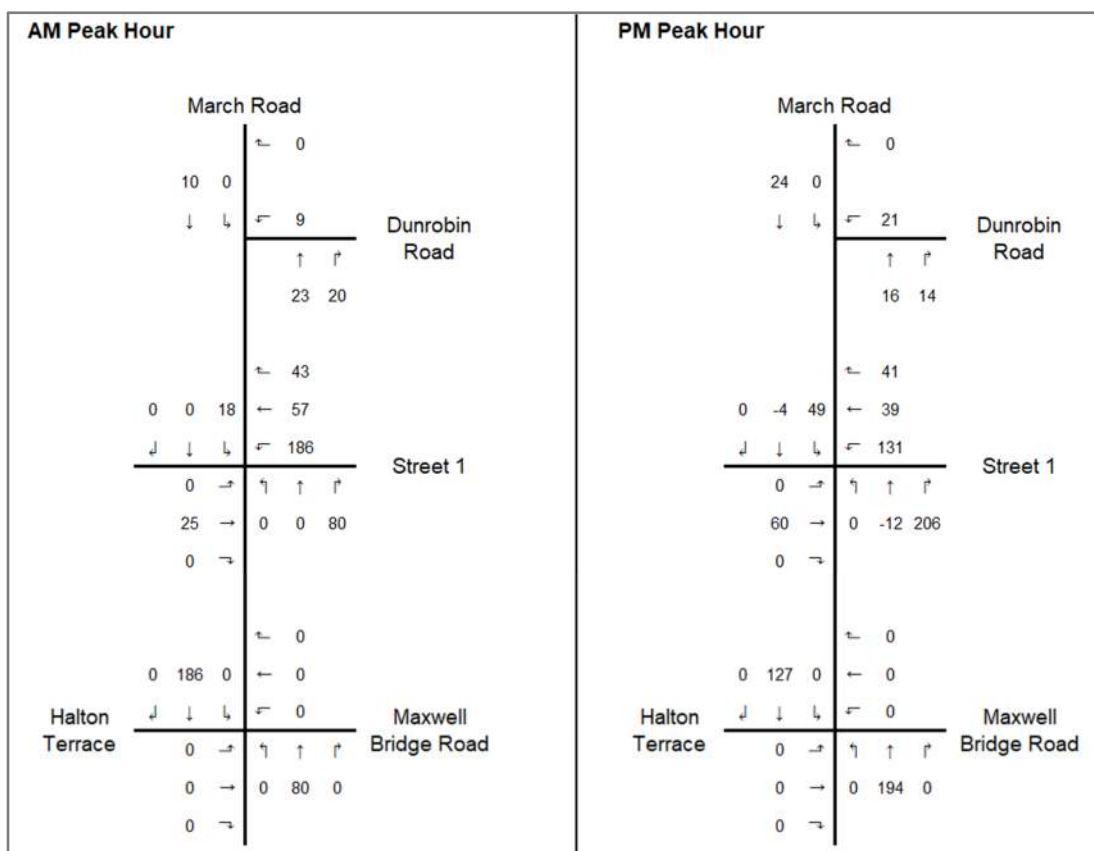 AM Peak Hour
March Road
↰ 0
10 0
↓ ↳ ↰ 9
Dunrobin
Road
↑ ↱
23 20
43
0 0 18 ← 57
↲ ↓ ↳ 186
Street 1
0 ↑
25 → 0 0 80
0
0
0 186 0 ← 0
↓ 0
Halton
Terrace
Maxwell
Bridge Road
0 ↑
0 → 0 80 0
0
PM Peak Hour
March Road
0
24 0
↓ 21
Dunrobin
Road
↑
16 14
41
0 -4 49 ← 39
↓ 131
Street 1
0 ↑
60 → 0 -12 206
0
0
0 127 0 ← 0
↓ 0
Halton
Terrace
Maxwell
Bridge Road
0 ↑
0 → 0 194 0
0